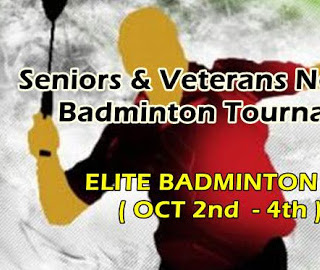 Seniors & Veterans N
Badminton Tourna
ELITE BADMINTON
( OCT 2nd - 4th )